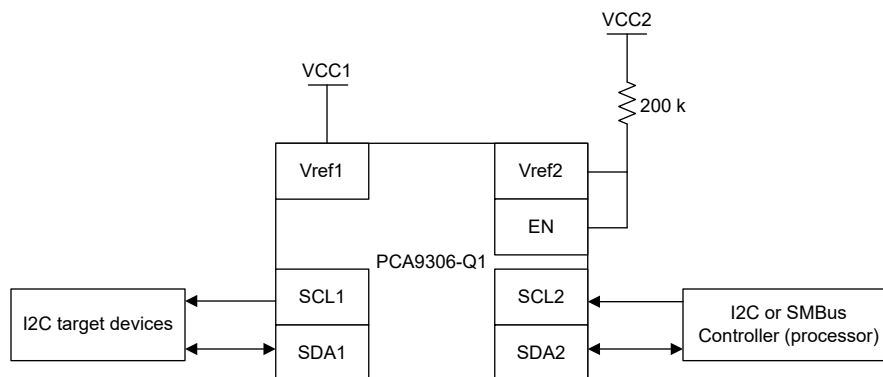 VCC2
VCC1
200 k
Vref1
Vref2
EN
PCA9306-Q1
SCL1
SCL2
I2C target devices
I2C or SMBus
Controller (processor)
SDA1
SDA2